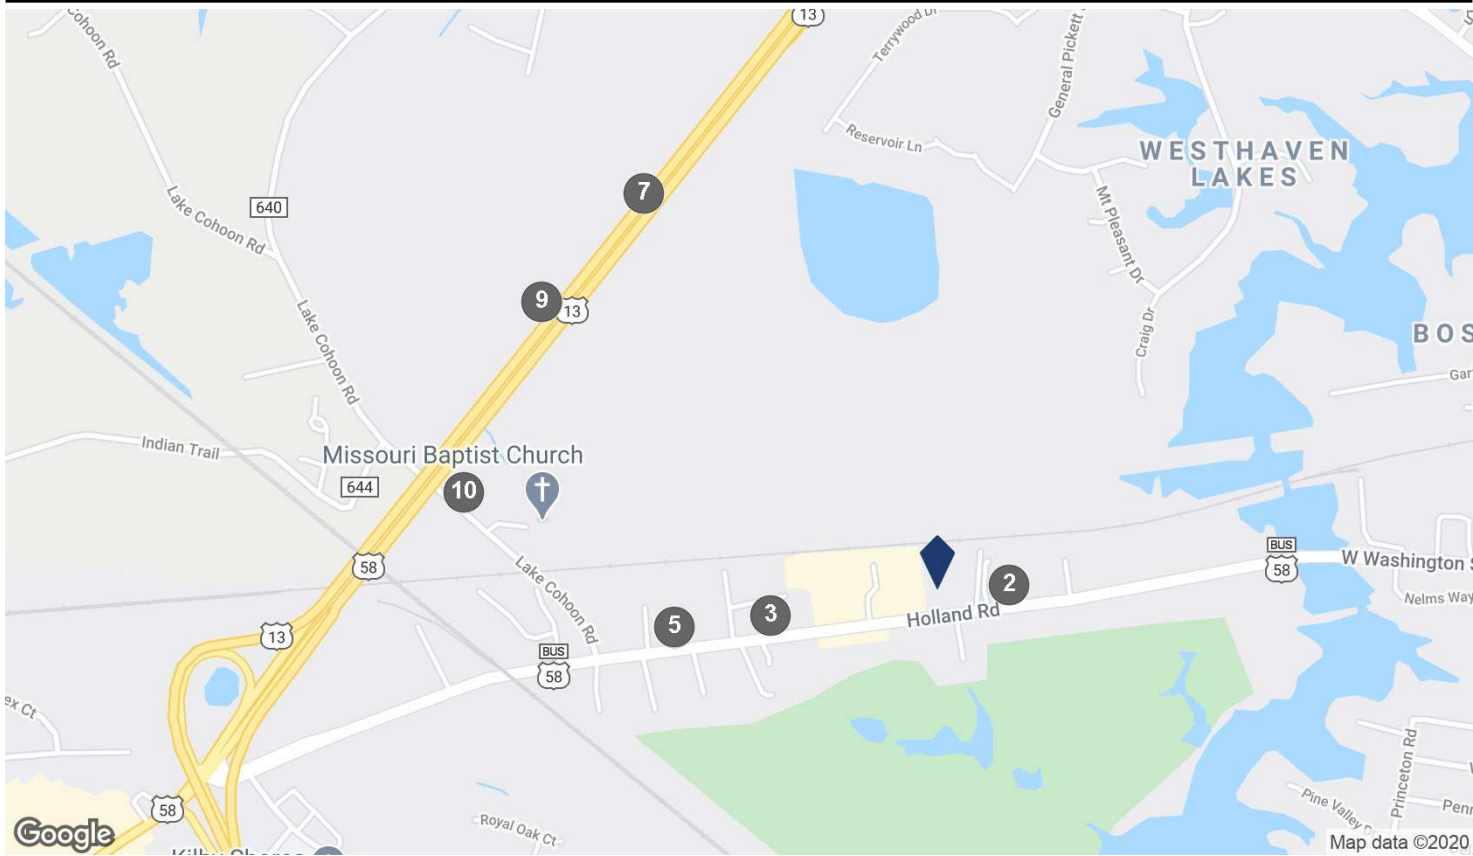 13
Cohoon Rd
Terrywood Dr
General Pickett
Reservoir Ln
WESTHAVEN
LAKES
7
Lake Cohoon Rd
640
Mt Pleasant Dr
9
13
Lake Cohoon Rd
Craig Dr
BOS
Gar
Indian Trail
Missouri Baptist Church
644
10
58
BUS
58
W Washington S
Lake Cohoon Rd
2
Nelms Way
3
Holland Rd
5
13
BUS
58
ex Ct
Princeton Rd
58
Pine Valley D
Penn
Royal Oak Ct
Google
Map data ©2020
Kilby Shores